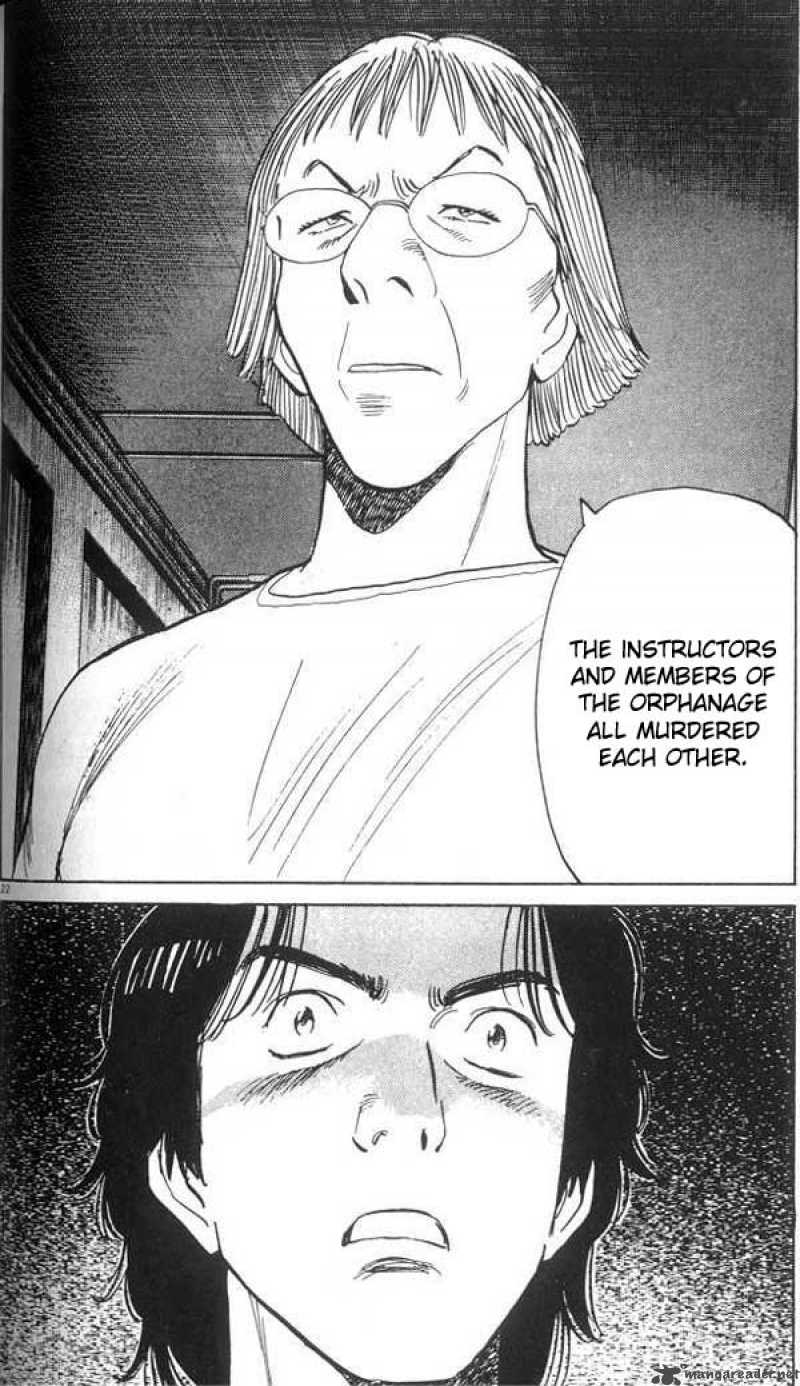 THE INSTRUCTORS
AND MEMBERS OF
THE ORPHANAGE
ALL MURDERED
EACH OTHER.
22
mangareader.net